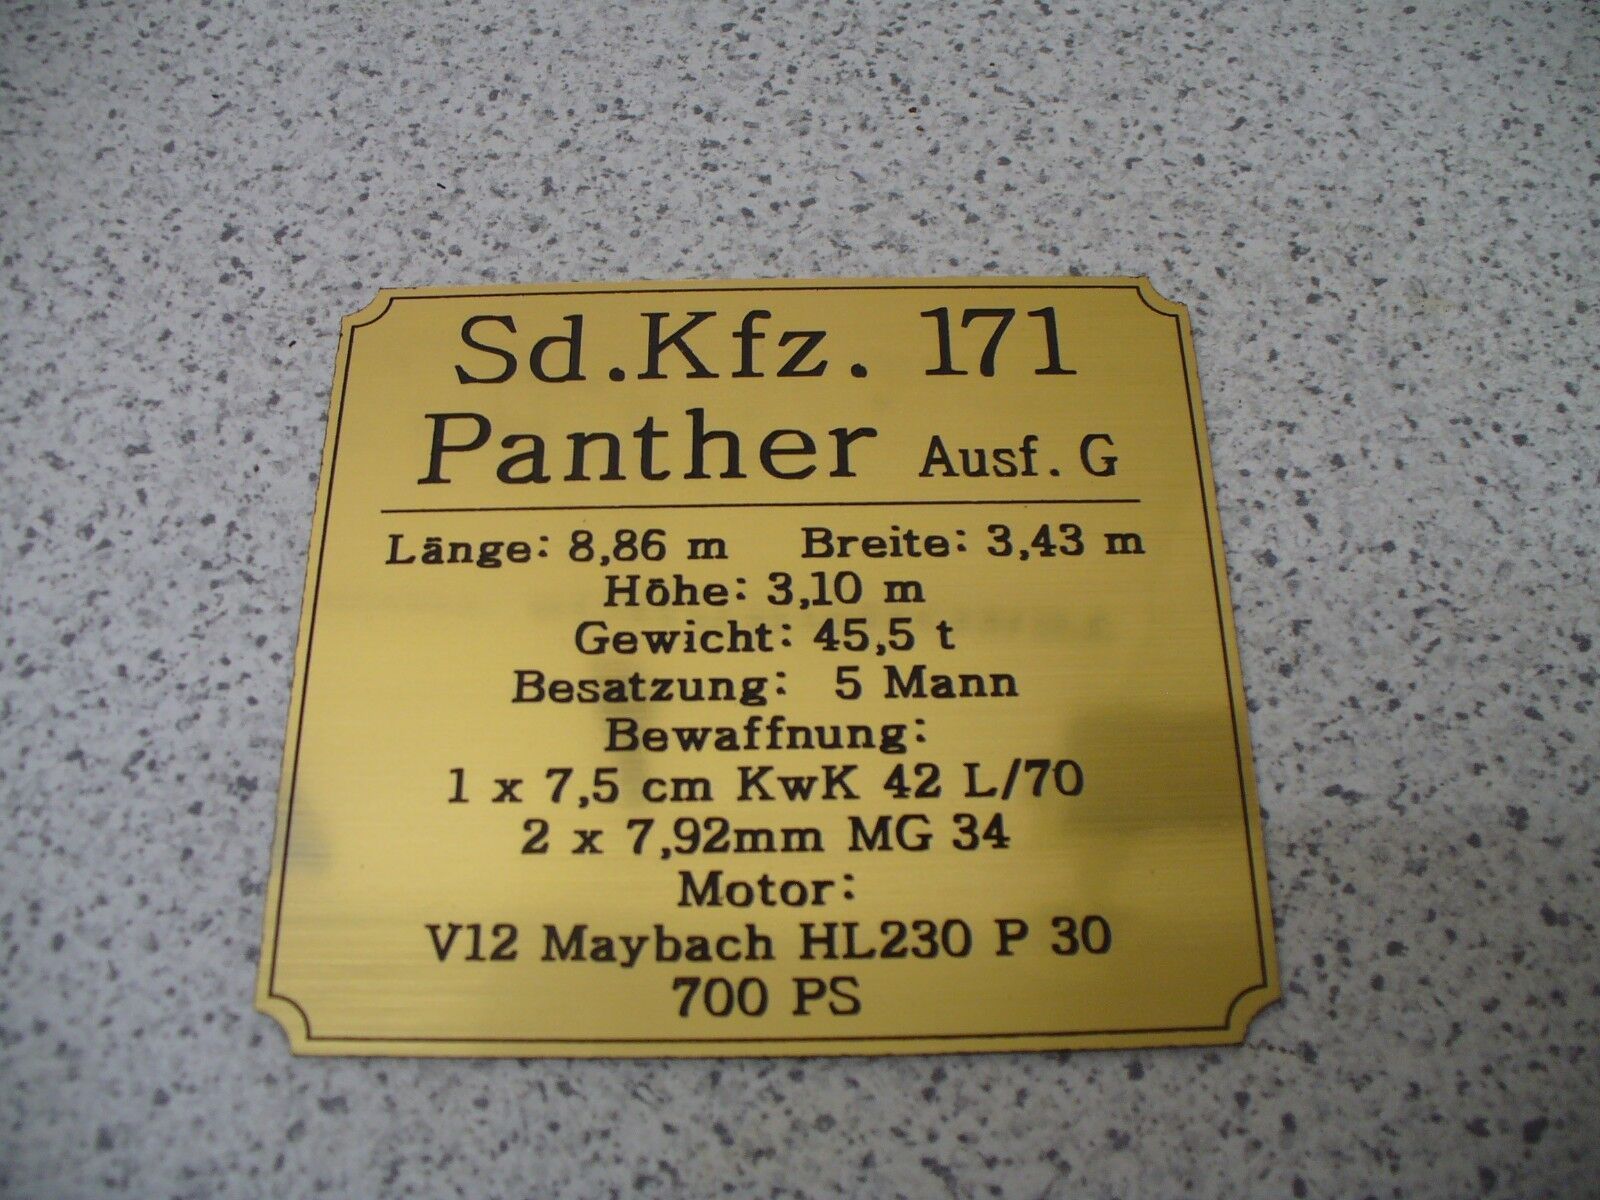 Sd.Kfz. 171
Panther Ausf. G
Länge: 8,86 m Breite: 3,43 m
Höhe: 3,10 m
Gewicht: 45,5 t
Besatzung: 5 Mann
Bewaffnung:
1 x 7,5 cm KwK 42 L/70
2 x 7,92mm MG 34
Motor:
V12 Maybach HL230 P 30
700 PS